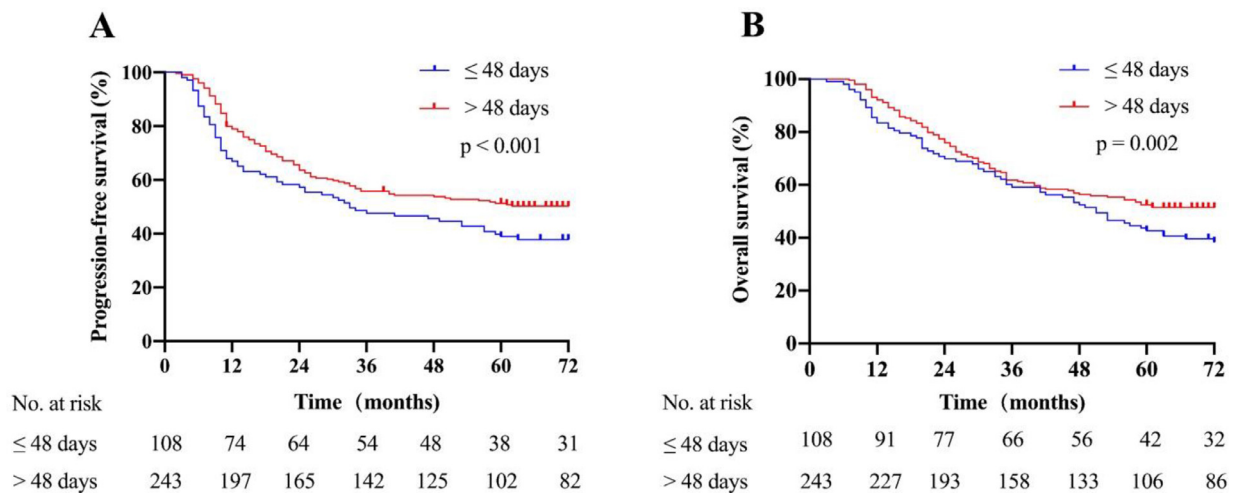 A
Progression-free survival (%)
100
80
60
40
20
0
≤ 48 days
> 48 days
p < 0.001
0 12 24 36 48 60 72
No. at risk
Time（months)
≤ 48 days 108 74 64 54 48 38 31
> 48 days 243 197 165 142 125 102 82
B
Overall survival (%)
100
80
60
40
20
0
≤ 48 days
> 48 days
p = 0.002
0 12 24 36 48 60 72
No. at risk
Time（months)
≤ 48 days 108 91 77 66 56 42 32
> 48 days 243 227 193 158 133 106 86